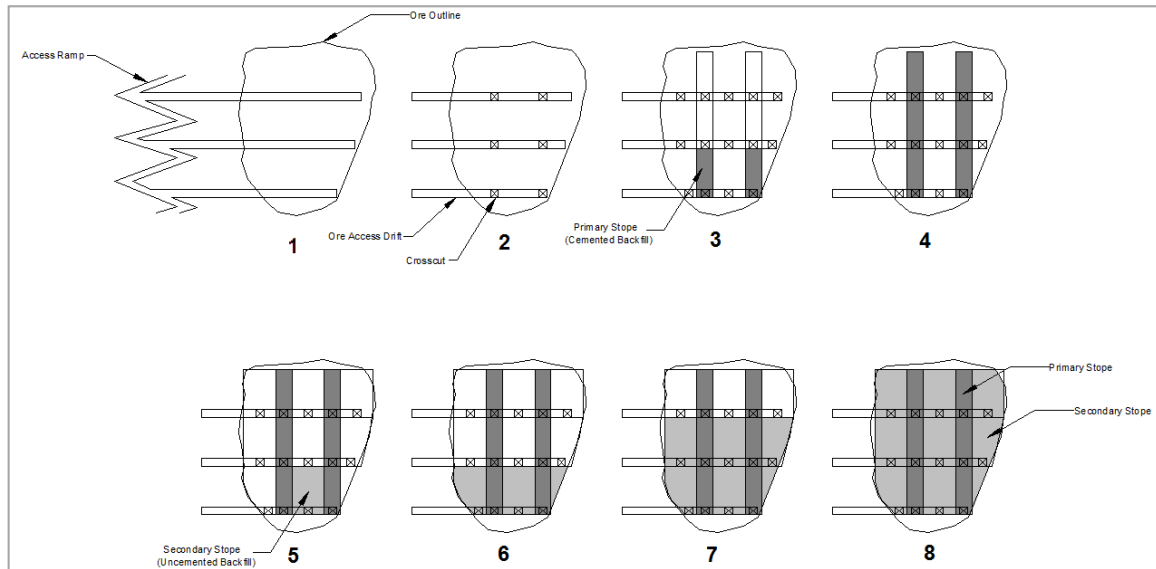 Ore Outline
Access Ramp
1
2
3
4
Ore Access Drift
Crosscut
Primary Stope
(Cemented Backfill)
Primary Stope
Secondary Stope
Secondary Stope
(Uncemented Backfill)
5
6
7
8